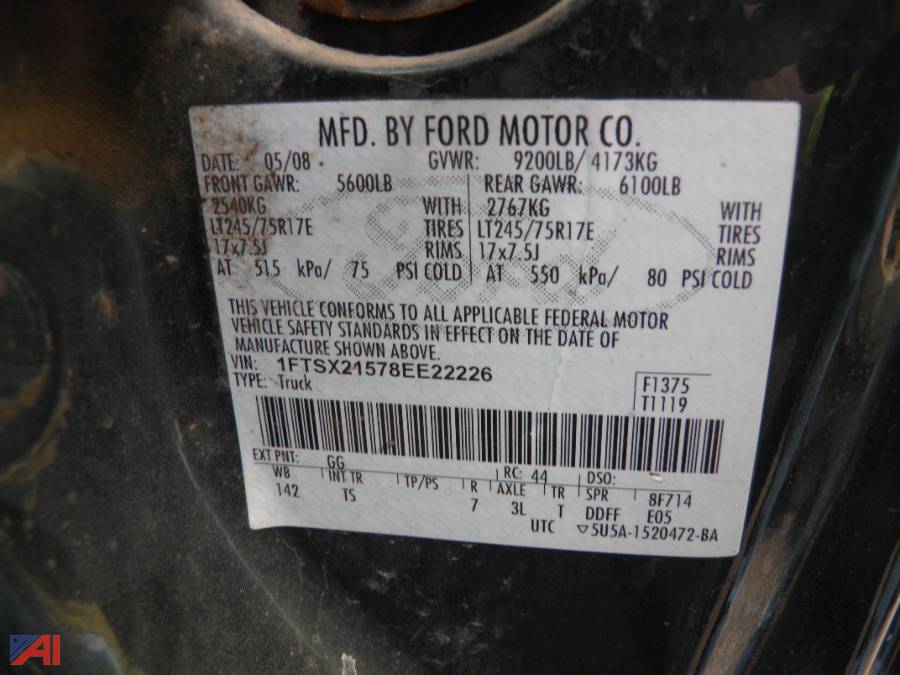 MFD. BY FORD MOTOR CO.
DATE: 05/08 GVWR: 9200LB/ 4173KG
FRONT GAWR: 5600LB REAR GAWR: 6100LB
2540KG WITH 2767KG WITH
LT245/75R17E TIRES LT245/75R17E TIRES
17x7.5J RIMS 17x7.5J RIMS
AT 515 kPa/ 75 PSI COLD AT 550 kPa/ 80 PSI COLD
THIS VEHICLE CONFORMS TO ALL APPLICABLE FEDERAL MOTOR
VEHICLE SAFETY STANDARDS IN EFFECT ON THE DATE OF
MANUFACTURE SHOWN ABOVE.
VIN: 1FTSX21578EE22226
TYPE: Truck
F1375
T1119
EXT PNT: GG RC: 44 DSO:
WB INT TR TP/PS R AXLE TR SPR 8F714
142 TS 7 3L T DDFF E05
UTC ▽5U5A-1520472-BA
AI